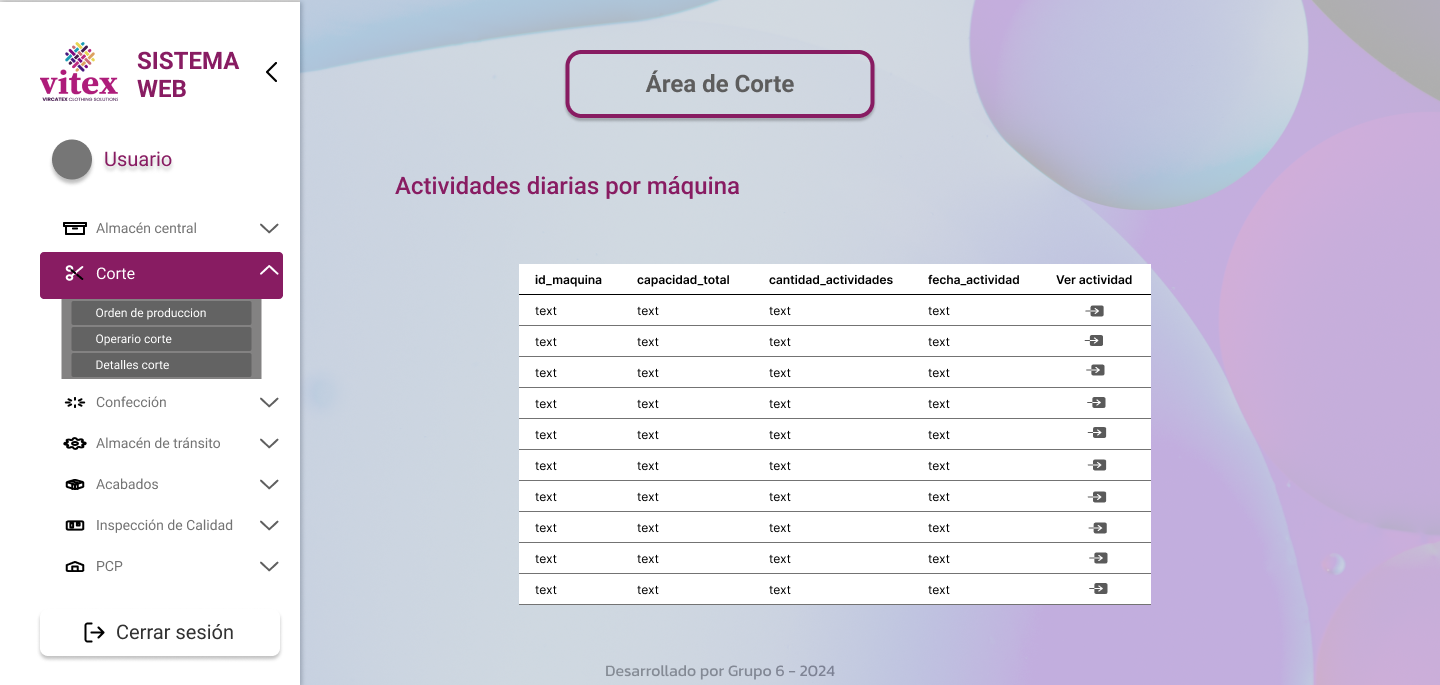 vitex
VIRCATEX CLOTHING SOLUTIONS
SISTEMA
WEB
Usuario
Almacén central
Corte
Orden de produccion
Operario corte
Detalles corte
Confección
Almacén de tránsito
Acabados
Inspección de Calidad
PCP
Cerrar sesión
Área de Corte
Actividades diarias por máquina
id_maquina capacidad_total cantidad_actividades fecha_actividad Ver actividad
text text text text
text text text text
text text text text
text text text text
text text text text
text text text text
text text text text
text text text text
text text text text
text text text text
Desarrollado por Grupo 6 - 2024